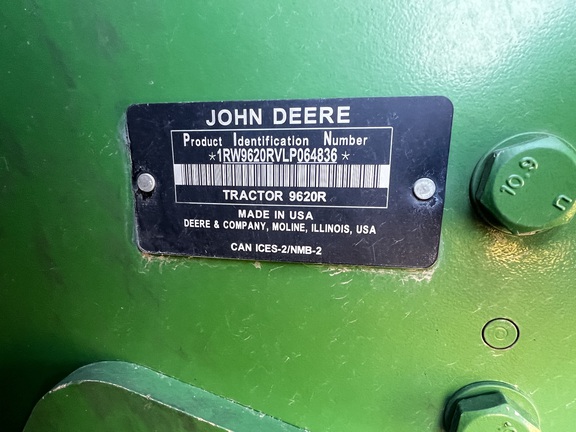 JOHN DEERE
Product Identification Number
*1RW9620RVLP064836*
TRACTOR 9620R
MADE IN USA
DEERE & COMPANY, MOLINE, ILLINOIS, USA
CAN ICES-2/NMB-2
10.9